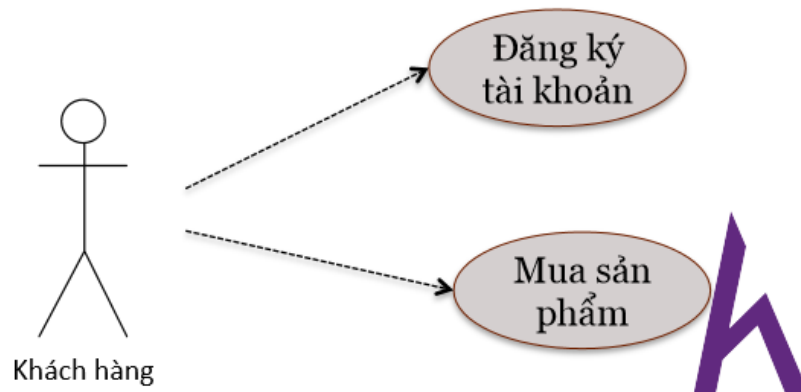 Đăng ký
tài khoản
Mua sản
phẩm
Khách hàng